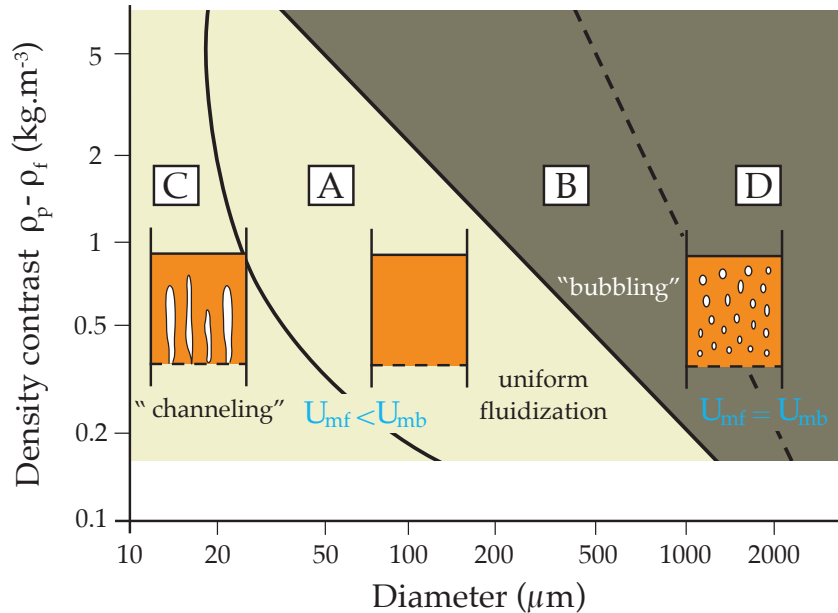 Density contrast ρp - ρf (kg.m-3)
5
2
1
0.5
0.2
0.1
C
A
B
D
"bubbling"
" channeling"
Umf < Umb
uniform
fluidization
Umf = Umb
10
20
50
100
200
500
1000
2000
Diameter (μm)